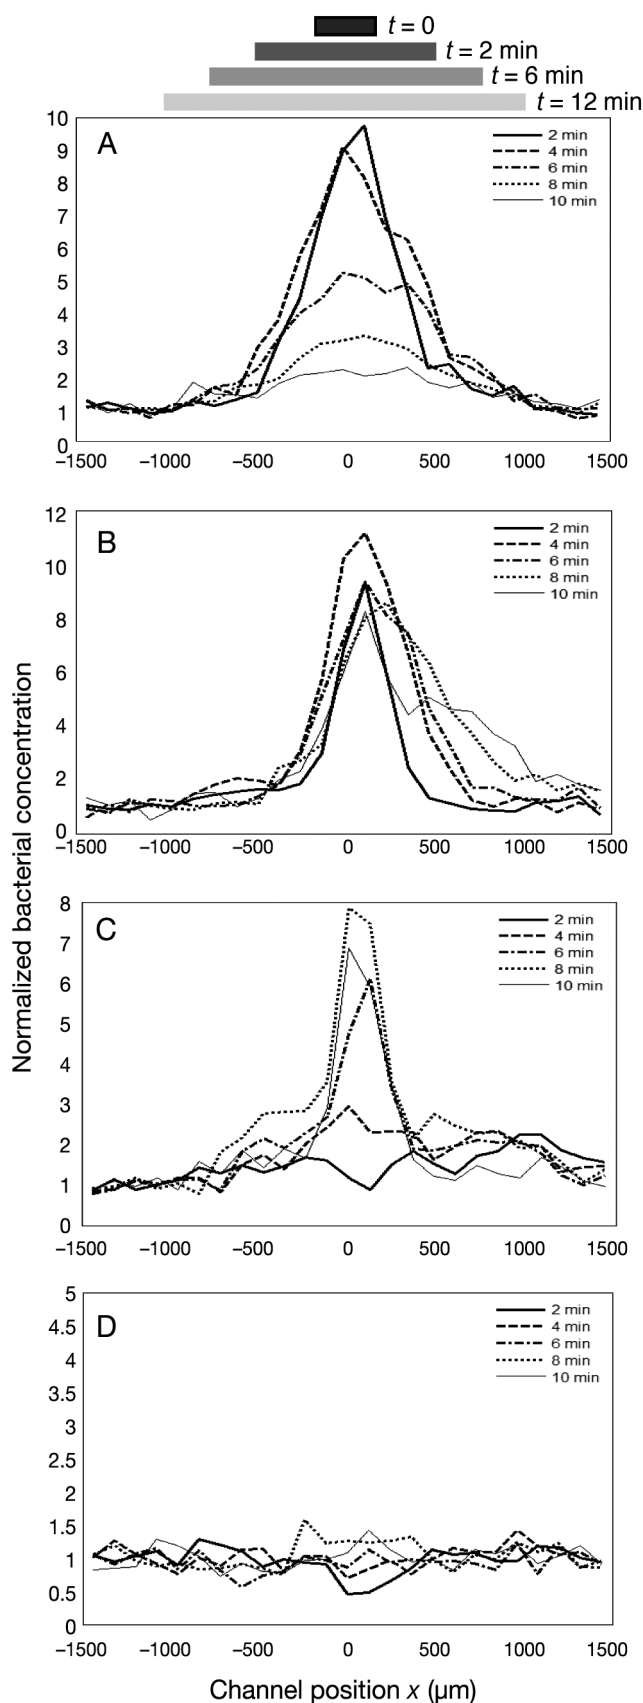 t = 0
t = 2 min
t = 6 min
t = 12 min
10
9
8
7
6
5
4
3
2
1
0
A
2 min
4 min
6 min
8 min
10 min
−1500 −1000 −500 0 500 1000 1500
12
10
8
6
4
2
0
B
2 min
4 min
6 min
8 min
10 min
−1500 −1000 −500 0 500 1000 1500
Normalized bacterial concentration
8
7
6
5
4
3
2
1
0
C
2 min
4 min
6 min
8 min
10 min
−1500 −1000 −500 0 500 1000 1500
5
4.5
4
3.5
3
2.5
2
1.5
1
0.5
0
D
2 min
4 min
6 min
8 min
10 min
−1500 −1000 −500 0 500 1000 1500
Channel position x (µm)